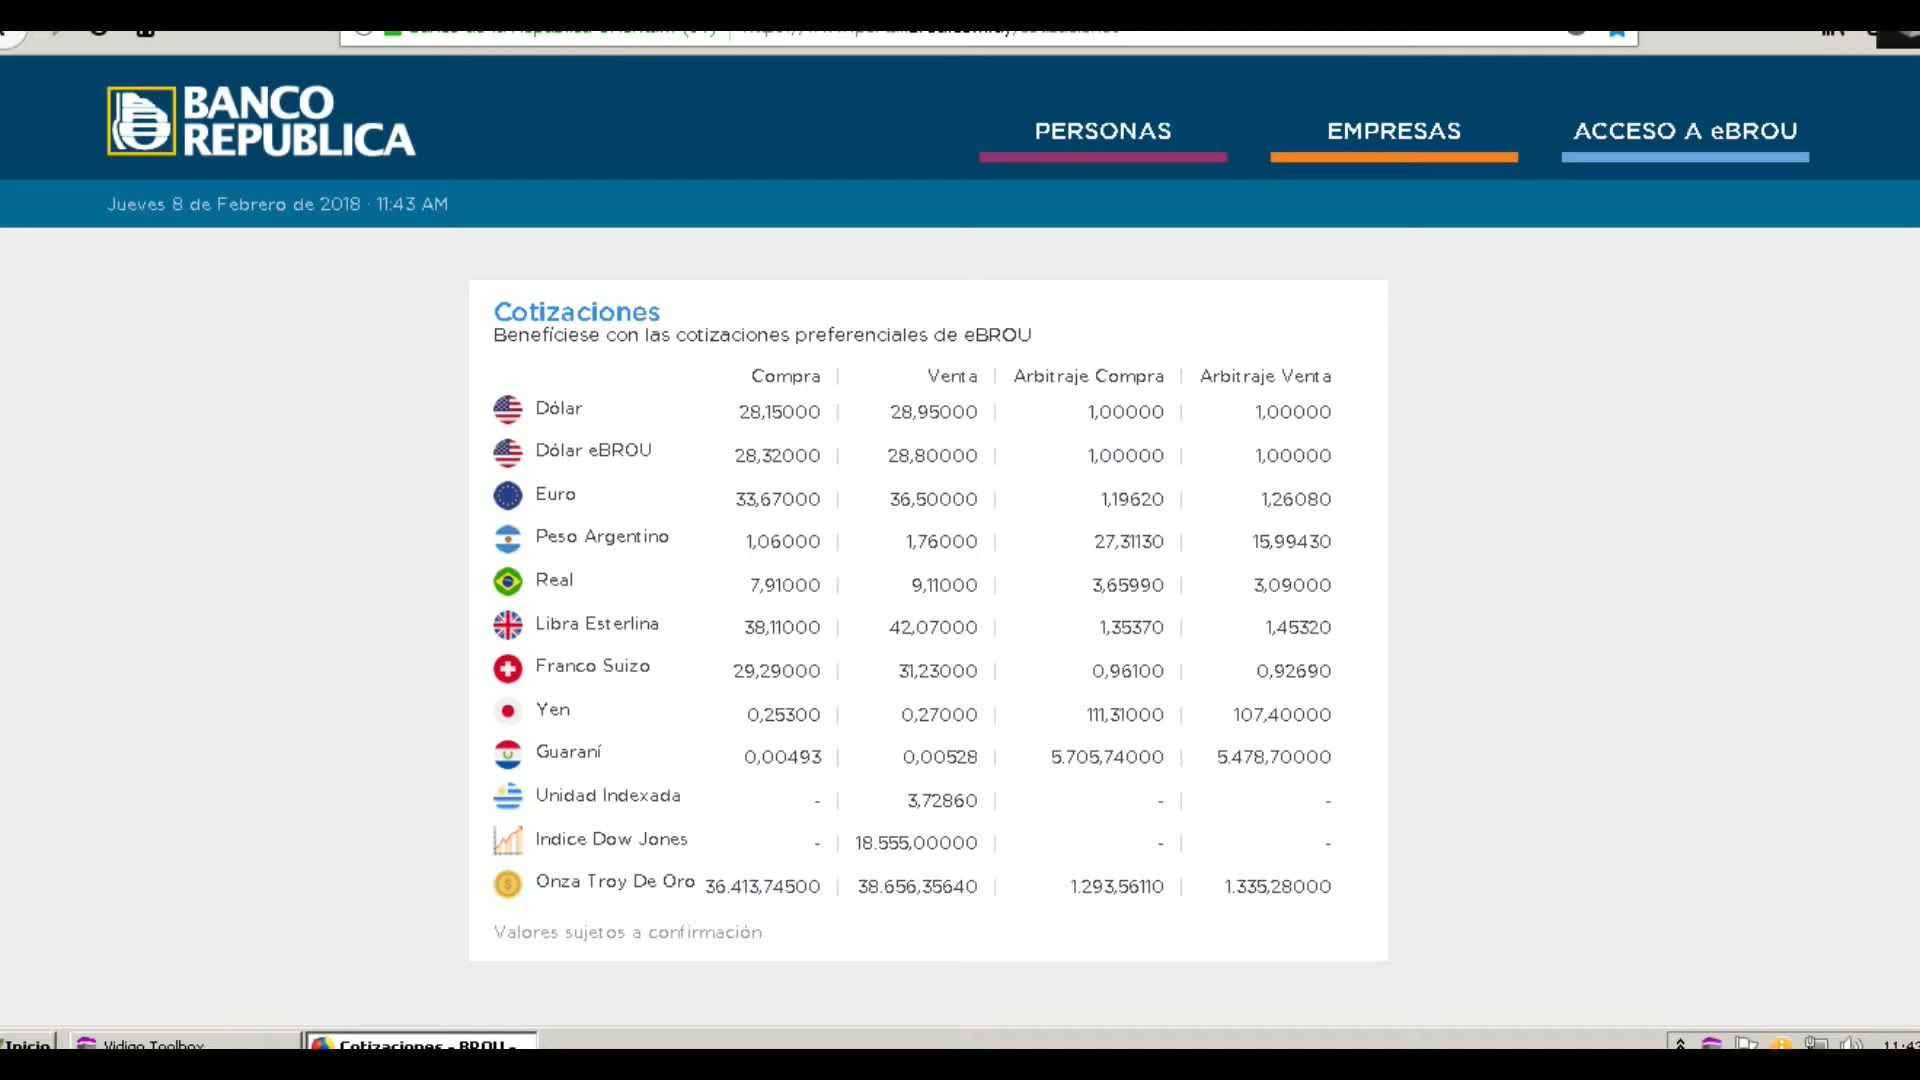 BANCO
REPUBLICA
PERSONAS
EMPRESAS
ACCESO A eBROU
Jueves 8 de Febrero de 2018 · 11:43 AM
Cotizaciones
Benefíciese con las cotizaciones preferenciales de eBROU
Compra | Venta | Arbitraje Compra | Arbitraje Venta
Dólar 28,15000 | 28,95000 | 1,00000 | 1,00000
Dólar eBROU 28,32000 | 28,80000 | 1,00000 | 1,00000
Euro 33,67000 | 36,50000 | 1,19620 | 1,26080
Peso Argentino 1,06000 | 1,76000 | 27,31130 | 15,99430
Real 7,91000 | 9,11000 | 3,65990 | 3,09000
Libra Esterlina 38,11000 | 42,07000 | 1,35370 | 1,45320
Franco Suizo 29,29000 | 31,23000 | 0,96100 | 0,92690
Yen 0,25300 | 0,27000 | 111,31000 | 107,40000
Guaraní 0,00493 | 0,00528 | 5.705,74000 | 5.478,70000
Unidad Indexada - | 3,72860 | - | -
Indice Dow Jones - | 18.555,00000 | - | -
Onza Troy De Oro 36.413,74500 | 38.656,35640 | 1.293,56110 | 1.335,28000
Valores sujetos a confirmación
Inicio
Vidigo Toolbox
Cotizaciones - BROU -
11:43